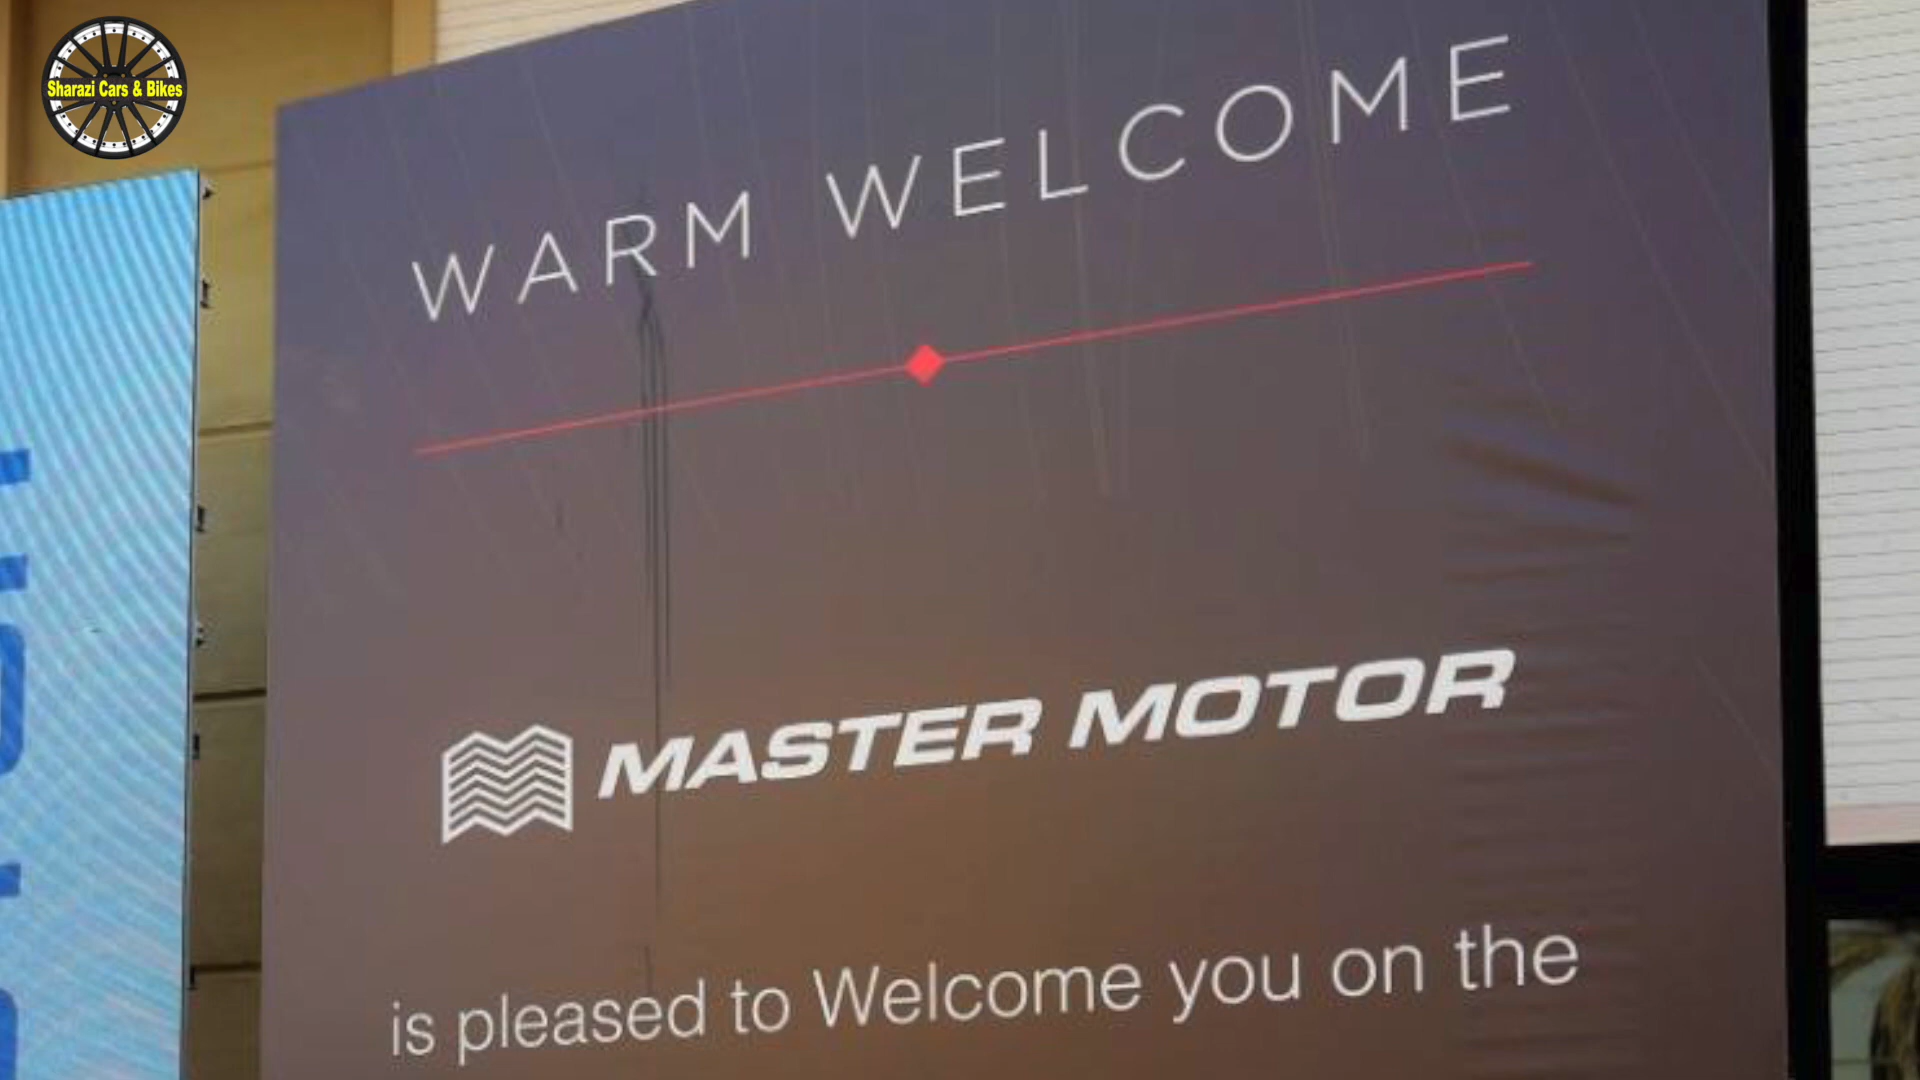 Sharazi Cars & Bikes
WARM WELCOME
MASTER MOTOR
is pleased to Welcome you on the